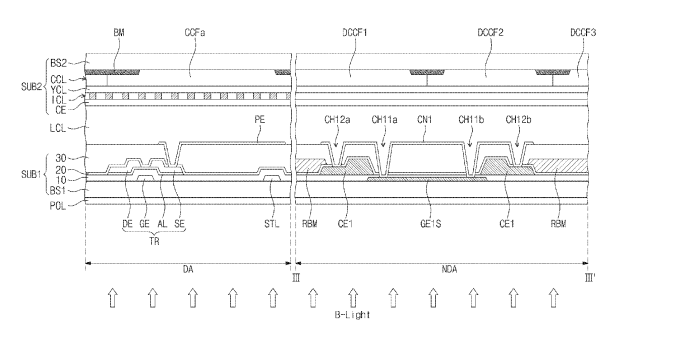 BM CCFa DCCF1 DCCF2 DCCF3
BS2
CCL
SUB2
YCL
ICL
CE
LCL
PE CH12a CH11a CN1 CH11b CH12b
30
SUB1
20
10
BS1
POL
DE GE AL SE STL RBM CE1 GE1S CE1 RBM
TR
DA NDA
III III'
B-Light